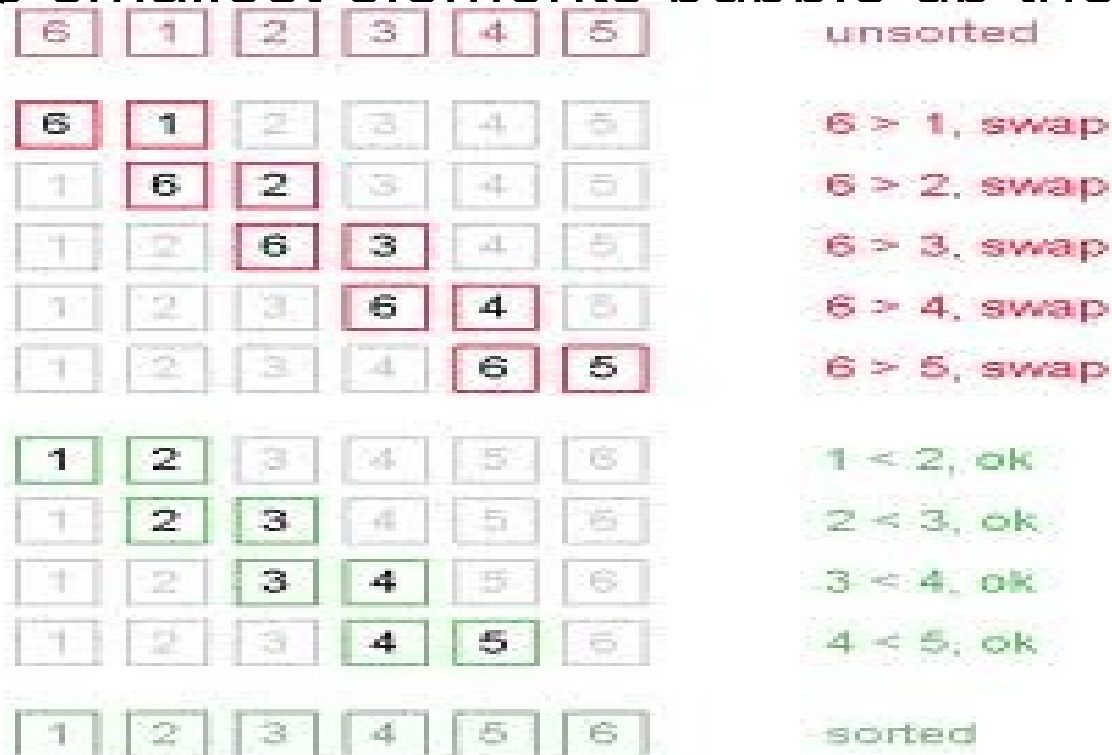 smallest elements bubble
6 1 2 3 4 5 unsorted
6 1 2 3 4 5 6 > 1, swap
1 6 2 3 4 5 6 > 2, swap
1 2 6 3 4 5 6 > 3, swap
1 2 3 6 4 5 6 > 4, swap
1 2 3 4 6 5 6 > 5, swap
1 2 3 4 5 6 1 < 2, ok
1 2 3 4 5 6 2 < 3, ok
1 2 3 4 5 6 3 < 4, ok
1 2 3 4 5 6 4 < 5, ok
1 2 3 4 5 6 sorted